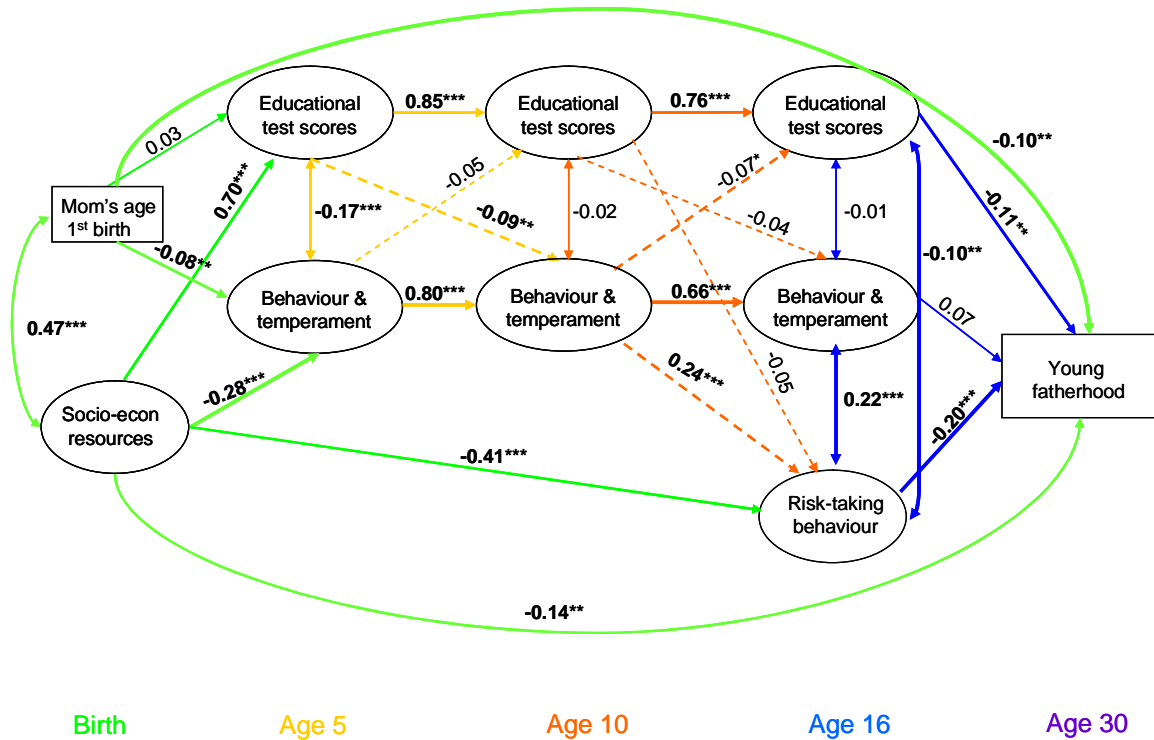 Educational
test scores
0.85***
Educational
test scores
0.76***
Educational
test scores
-0.10**
0.03
0.70***
-0.17***
-0.05
-0.09**
-0.02
-0.07*
-0.04
-0.01
-0.11**
-0.10**
Mom's age
1st birth
-0.08**
Behaviour &
temperament
0.80***
Behaviour &
temperament
0.66***
Behaviour &
temperament
0.07
0.47***
-0.28***
0.24***
-0.05
0.22***
-0.20***
Young
fatherhood
Socio-econ
resources
-0.41***
Risk-taking
behaviour
-0.14**
Birth
Age 5
Age 10
Age 16
Age 30